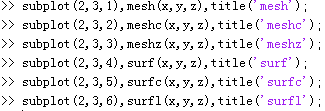 >> subplot(2,3,1),mesh(x,y,z),title('mesh');
>> subplot(2,3,2),meshc(x,y,z),title('meshc');
>> subplot(2,3,3),meshz(x,y,z),title('meshz');
>> subplot(2,3,4),surf(x,y,z),title('surf');
>> subplot(2,3,5),surfc(x,y,z),title('surfc');
>> subplot(2,3,6),surfl(x,y,z),title('surfl');